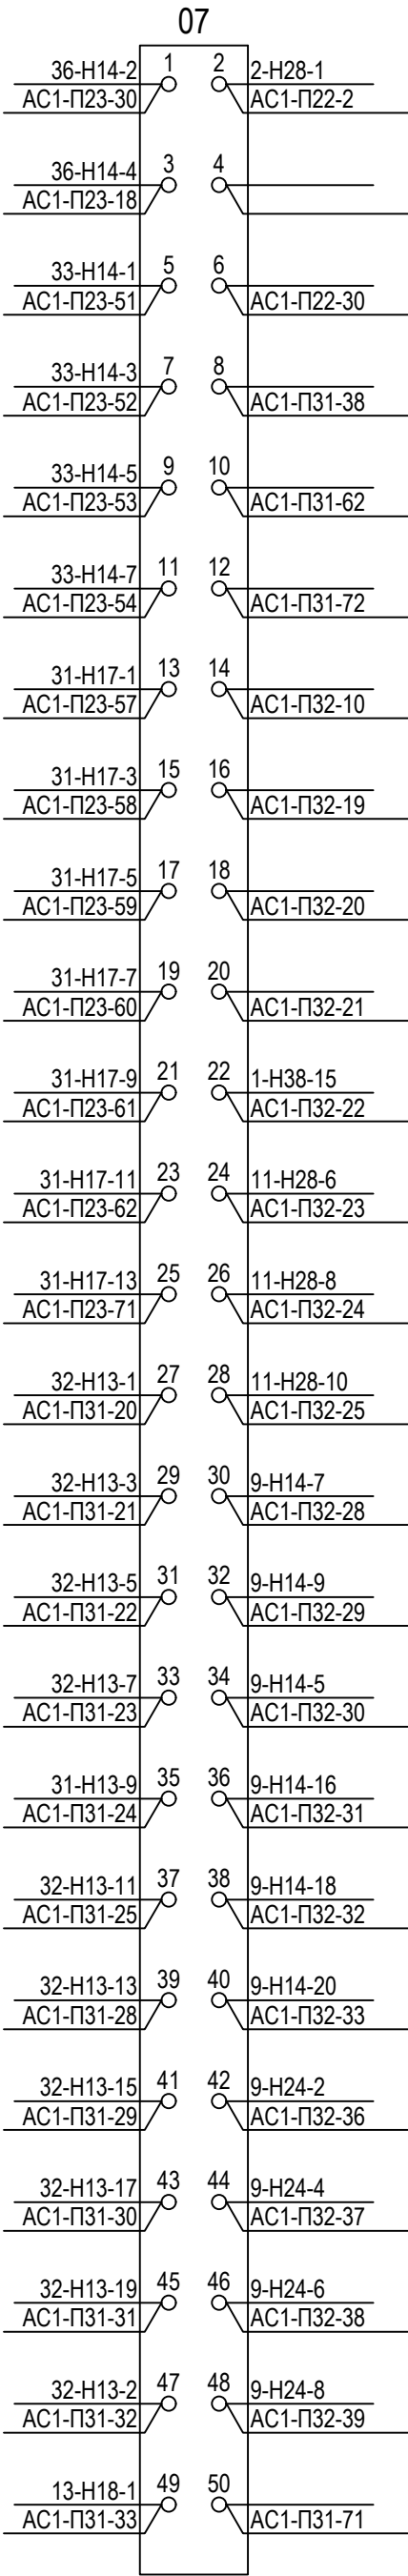 07
36-Н14-2 1 2 2-Н28-1
АС1-П23-30 АС1-П22-2
36-Н14-4 3 4
АС1-П23-18
33-Н14-1 5 6
АС1-П23-51 АС1-П22-30
33-Н14-3 7 8
АС1-П23-52 АС1-П31-38
33-Н14-5 9 10
АС1-П23-53 АС1-П31-62
33-Н14-7 11 12
АС1-П23-54 АС1-П31-72
31-Н17-1 13 14
АС1-П23-57 АС1-П32-10
31-Н17-3 15 16
АС1-П23-58 АС1-П32-19
31-Н17-5 17 18
АС1-П23-59 АС1-П32-20
31-Н17-7 19 20
АС1-П23-60 АС1-П32-21
31-Н17-9 21 22 1-Н38-15
АС1-П23-61 АС1-П32-22
31-Н17-11 23 24 11-Н28-6
АС1-П23-62 АС1-П32-23
31-Н17-13 25 26 11-Н28-8
АС1-П23-71 АС1-П32-24
32-Н13-1 27 28 11-Н28-10
АС1-П31-20 АС1-П32-25
32-Н13-3 29 30 9-Н14-7
АС1-П31-21 АС1-П32-28
32-Н13-5 31 32 9-Н14-9
АС1-П31-22 АС1-П32-29
32-Н13-7 33 34 9-Н14-5
АС1-П31-23 АС1-П32-30
31-Н13-9 35 36 9-Н14-16
АС1-П31-24 АС1-П32-31
32-Н13-11 37 38 9-Н14-18
АС1-П31-25 АС1-П32-32
32-Н13-13 39 40 9-Н14-20
АС1-П31-28 АС1-П32-33
32-Н13-15 41 42 9-Н24-2
АС1-П31-29 АС1-П32-36
32-Н13-17 43 44 9-Н24-4
АС1-П31-30 АС1-П32-37
32-Н13-19 45 46 9-Н24-6
АС1-П31-31 АС1-П32-38
32-Н13-2 47 48 9-Н24-8
АС1-П31-32 АС1-П32-39
13-Н18-1 49 50
АС1-П31-33 АС1-П31-71